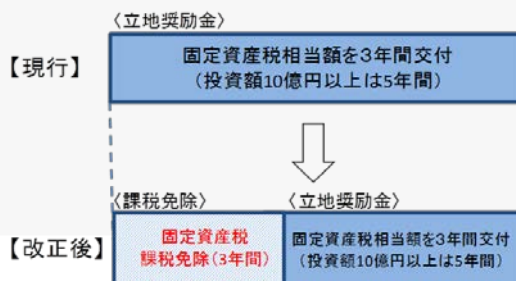 〈立地奨励金〉
【現行】
固定資産税相当額を3年間交付
(投資額10億円以上は5年間)
〈課税免除〉
〈立地奨励金〉
【改正後】
固定資産税
課税免除(3年間)
固定資産税相当額を3年間交付
(投資額10億円以上は5年間)